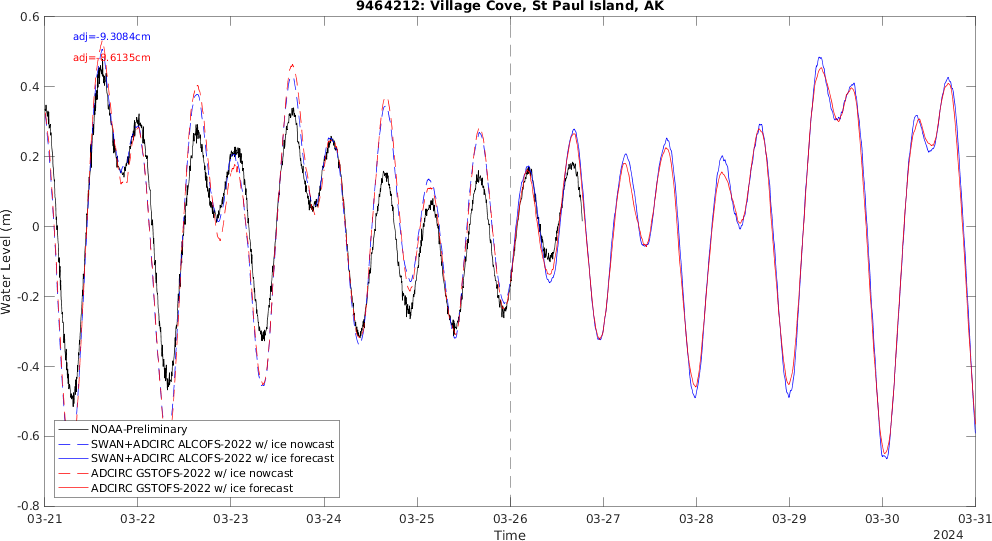 9464212: Village Cove, St Paul Island, AK
adj=-9.3084cm
adj=-9.6135cm
Water Level (m)
0.6
0.4
0.2
0
-0.2
-0.4
-0.6
-0.8
NOAA-Preliminary
SWAN+ADCIRC ALCOFS-2022 w/ ice nowcast
SWAN+ADCIRC ALCOFS-2022 w/ ice forecast
ADCIRC GSTOFS-2022 w/ ice nowcast
ADCIRC GSTOFS-2022 w/ ice forecast
03-21 03-22 03-23 03-24 03-25 03-26 03-27 03-28 03-29 03-30 03-31
Time
2024